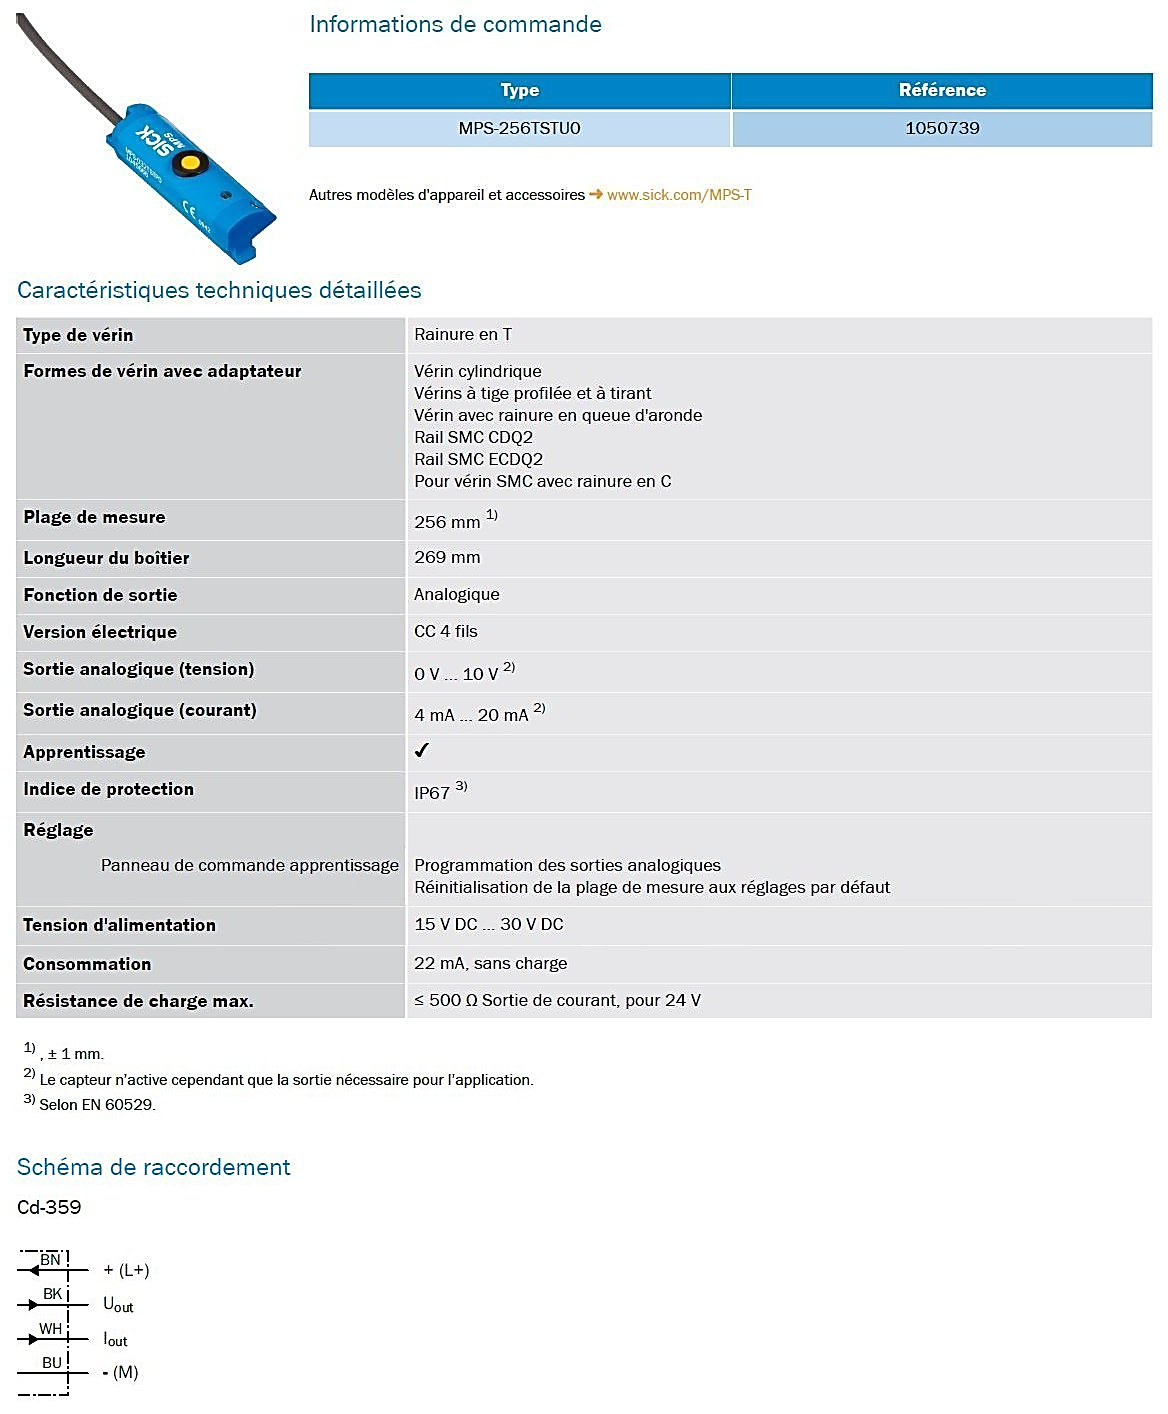 Informations de commande
Type Référence
MPS-256TSTU0 1050739
Autres modèles d'appareil et accessoires ➜ www.sick.com/MPS-T
SICK
MPS
CE
Caractéristiques techniques détaillées
Type de vérin Rainure en T
Formes de vérin avec adaptateur Vérin cylindrique
Vérins à tige profilée et à tirant
Vérin avec rainure en queue d'aronde
Rail SMC CDQ2
Rail SMC ECDQ2
Pour vérin SMC avec rainure en C
Plage de mesure 256 mm 1)
Longueur du boîtier 269 mm
Fonction de sortie Analogique
Version électrique CC 4 fils
Sortie analogique (tension) 0 V ... 10 V 2)
Sortie analogique (courant) 4 mA ... 20 mA 2)
Apprentissage ✔
Indice de protection IP67 3)
Réglage
Panneau de commande apprentissage Programmation des sorties analogiques
Réinitialisation de la plage de mesure aux réglages par défaut
Tension d'alimentation 15 V DC ... 30 V DC
Consommation 22 mA, sans charge
Résistance de charge max. ≤ 500 Ω Sortie de courant, pour 24 V
1) , ± 1 mm.
2) Le capteur n'active cependant que la sortie nécessaire pour l'application.
3) Selon EN 60529.
Schéma de raccordement
Cd-359
BN + (L+)
BK Uout
WH Iout
BU - (M)